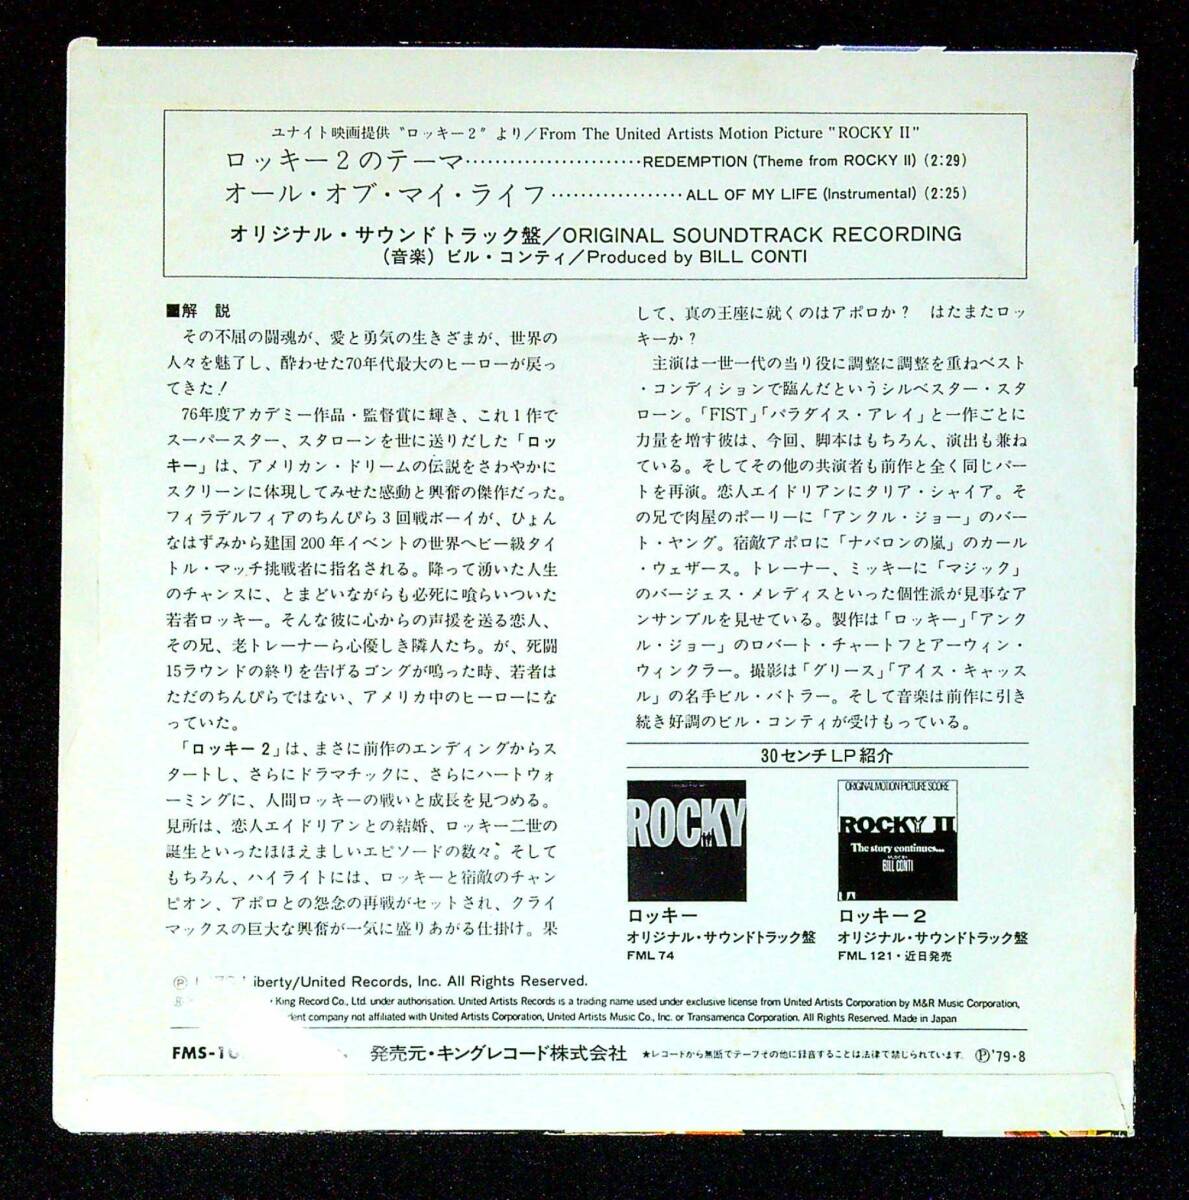 ユナイト映画提供〝ロッキー2〟より／From The United Artists Motion Picture "ROCKY II"
ロッキー2のテーマ……………………REDEMPTION (Theme from ROCKY II) (2:29)
オール・オブ・マイ・ライフ………………ALL OF MY LIFE (Instrumental) (2:25)
オリジナル・サウンドトラック盤／ORIGINAL SOUNDTRACK RECORDING
(音楽) ビル・コンティ／Produced by BILL CONTI
■解 説
その不屈の闘魂が、愛と勇気の生きざまが、世界の
人々を魅了し、酔わせた70年代最大のヒーローが戻っ
てきた！
76年度アカデミー作品・監督賞に輝き、これ1作で
スーパースター、スタローンを世に送りだした「ロッ
キー」は、アメリカン・ドリームの伝説をさわやかに
スクリーンに体現してみせた感動と興奮の傑作だった。
フィラデルフィアのちんぴら3回戦ボーイが、ひょん
なはずみから建国200年イベントの世界ヘビー級タイ
トル・マッチ挑戦者に指名される。降って湧いた人生
のチャンスに、とまどいながらも必死に喰らいついた
若者ロッキー。そんな彼に心からの声援を送る恋人、
その兄、老トレーナーら心優しき隣人たち。が、死闘
15ラウンドの終りを告げるゴングが鳴った時、若者は
ただのちんぴらではない、アメリカ中のヒーローにな
っていた。
「ロッキー2」は、まさに前作のエンディングからス
タートし、さらにドラマチックに、さらにハートウォ
ーミングに、人間ロッキーの戦いと成長を見つめる。
見所は、恋人エイドリアンとの結婚、ロッキー二世の
誕生といったほほえましいエピソードの数々。そして
もちろん、ハイライトには、ロッキーと宿敵のチャン
ピオン、アポロとの怨念の再戦がセットされ、クライ
マックスの巨大な興奮が一気に盛りあがる仕掛け。果
して、真の王座に就くのはアポロか？ はたまたロッ
キーか？
主演は一世一代の当り役に調整に調整を重ねベスト
・コンディションで臨んだというシルベスター・スタ
ローン。「FIST」「パラダイス・アレイ」と一作ごとに
力量を増す彼は、今回、脚本はもちろん、演出も兼ね
ている。そしてその他の共演者も前作と全く同じパー
トを再演。恋人エイドリアンにタリア・シャイア。そ
の兄で肉屋のポーリーに「アンクル・ジョー」のバー
ト・ヤング。宿敵アポロに「ナバロンの嵐」のカール
・ウェザース。トレーナー、ミッキーに「マジック」
のバージェス・メレディスといった個性派が見事なア
ンサンブルを見せている。製作は「ロッキー」「アンク
ル・ジョー」のロバート・チャートフとアーウィン・
ウィンクラー。撮影は「グリース」「アイス・キャッス
ル」の名手ビル・バトラー。そして音楽は前作に引き
続き好調のビル・コンティが受けもっている。
30センチLP紹介
ROCKY
ORIGINAL MOTION PICTURE SCORE
ROCKY II
The story continues...
MUSIC BY
BILL CONTI
UA
ロッキー
オリジナル・サウンドトラック盤
FML 74
ロッキー2
オリジナル・サウンドトラック盤
FML 121・近日発売
Ⓟ iberty/United Records, Inc. All Rights Reserved.
・King Record Co., Ltd. under authorisation. United Artists Records is a trading name used under exclusive license from United Artists Corporation by M&R Music Corporation,
dent company not affiliated with United Artists Corporation, United Artists Music Co., Inc. or Transamerica Corporation. All Rights Reserved. Made in Japan
FMS-1 発売元・キングレコード株式会社 ★レコードから無断でテープその他に録音することは法律で禁じられています。 Ⓟ'79・8